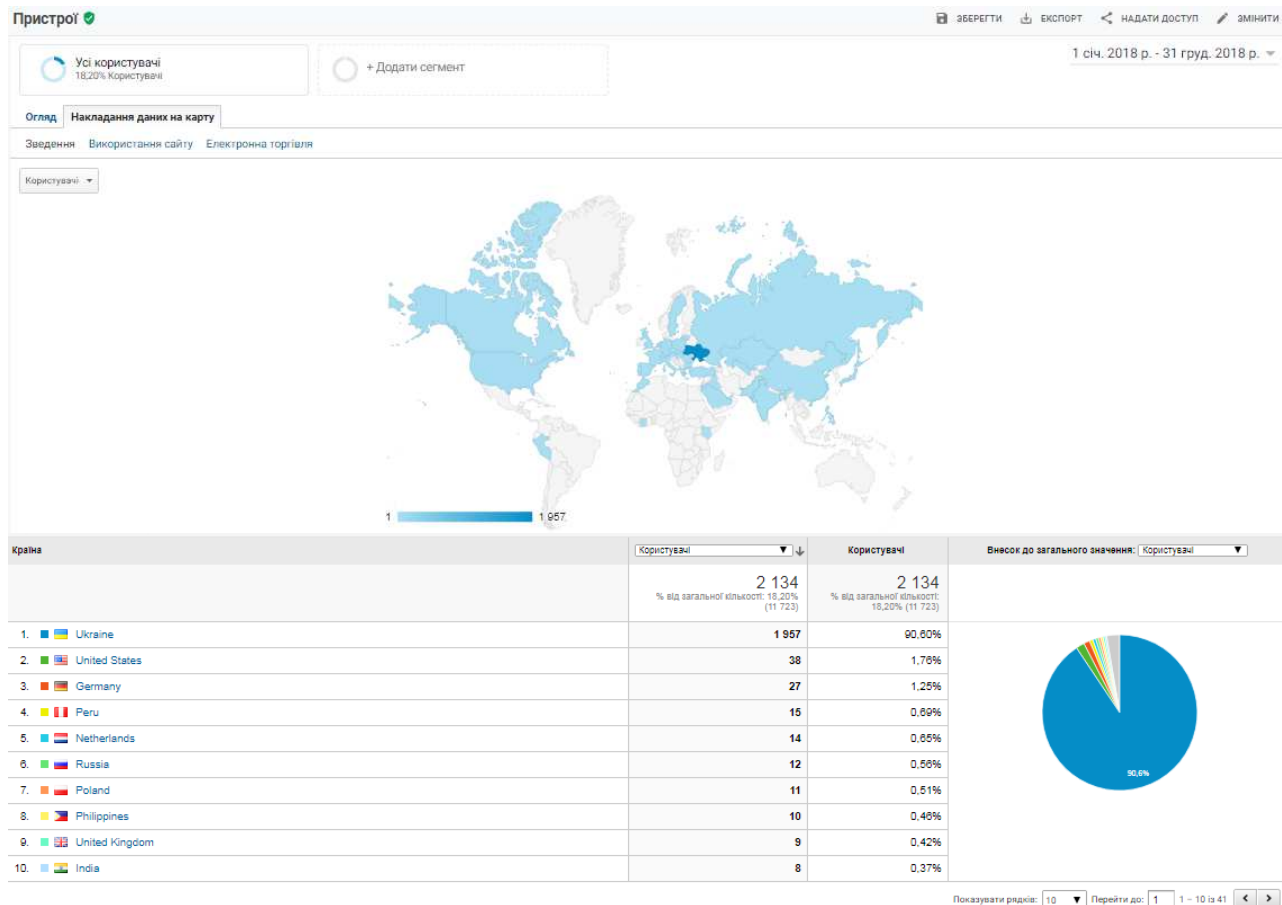 Пристрої
ЗБЕРЕГТИ ЕКСПОРТ НАДАТИ ДОСТУП ЗМІНИТИ
1 січ. 2018 р. - 31 груд. 2018 р.
Усі користувачі
18,20% Користувачі
+ Додати сегмент
Огляд Накладання даних на карту
Зведення Використання сайту Електронна торгівля
Користувачі
1 1 957
Країна Користувачі Користувачі Внесок до загального значення: Користувачі
2 134 2 134
% від загальної кількості: 18,20% (11 723) % від загальної кількості: 18,20% (11 723)
1. Ukraine 1 957 90,60%
2. United States 38 1,76%
3. Germany 27 1,25%
4. Peru 15 0,69%
5. Netherlands 14 0,65%
6. Russia 12 0,56%
7. Poland 11 0,51%
8. Philippines 10 0,46%
9. United Kingdom 9 0,42%
10. India 8 0,37%
90,6%
Показувати рядків: 10 Перейти до: 1 1 – 10 із 41